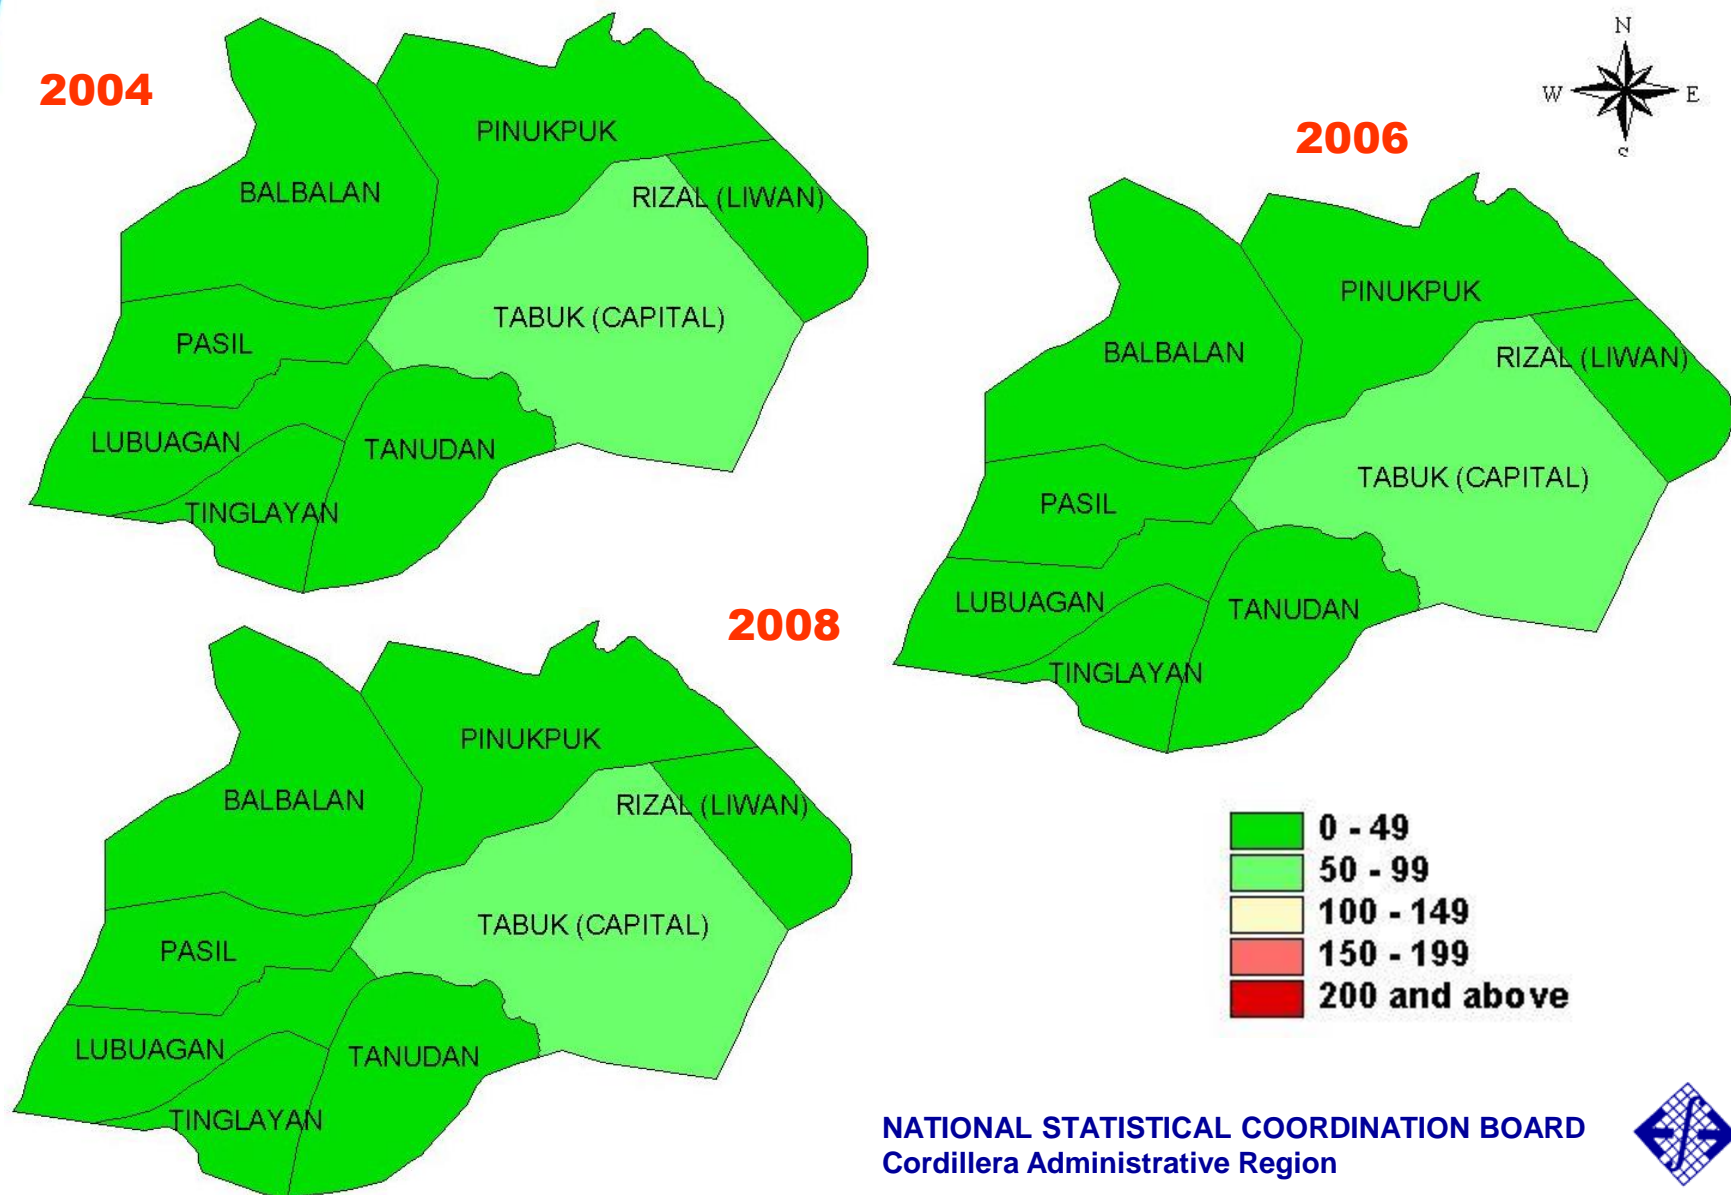 2004
PINUKPUK
BALBALAN
RIZAL (LIWAN)
TABUK (CAPITAL)
PASIL
LUBUAGAN
TANUDAN
TINGLAYAN
N
W E
S
2006
PINUKPUK
BALBALAN
RIZAL (LIWAN)
TABUK (CAPITAL)
PASIL
LUBUAGAN
TANUDAN
TINGLAYAN
2008
PINUKPUK
BALBALAN
RIZAL (LIWAN)
TABUK (CAPITAL)
PASIL
LUBUAGAN
TANUDAN
TINGLAYAN
0 - 49
50 - 99
100 - 149
150 - 199
200 and above
NATIONAL STATISTICAL COORDINATION BOARD
Cordillera Administrative Region